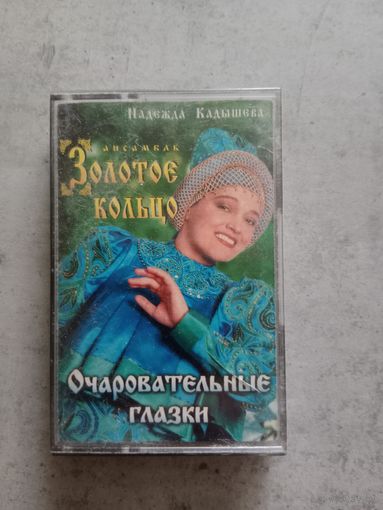 Надежда Кадышева
ансамбль
Золотое
кольцо
Очаровательные
глазки